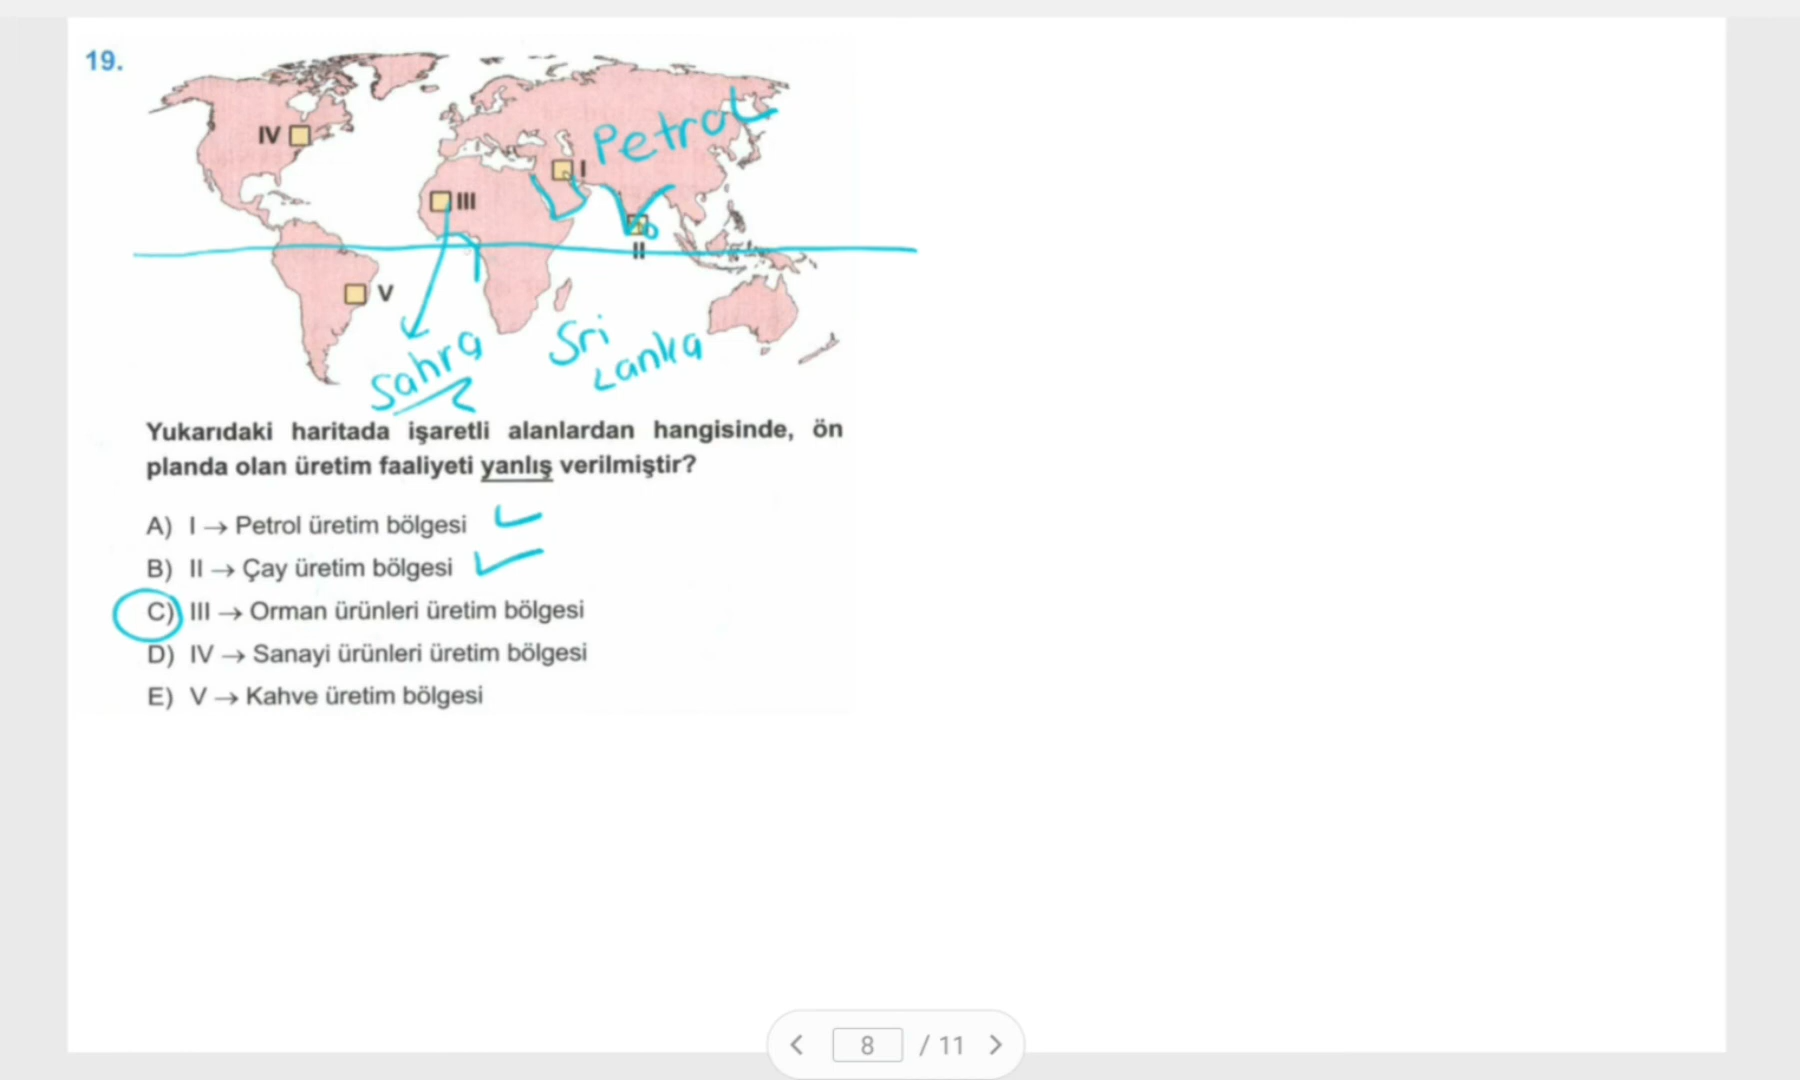 19.
Petrol
IV
I
III
II
V
Sahra
Sri
Lanka
Yukarıdaki haritada işaretli alanlardan hangisinde, ön
planda olan üretim faaliyeti yanlış verilmiştir?
A) I → Petrol üretim bölgesi
B) II → Çay üretim bölgesi
C) III → Orman ürünleri üretim bölgesi
D) IV → Sanayi ürünleri üretim bölgesi
E) V → Kahve üretim bölgesi
8 / 11